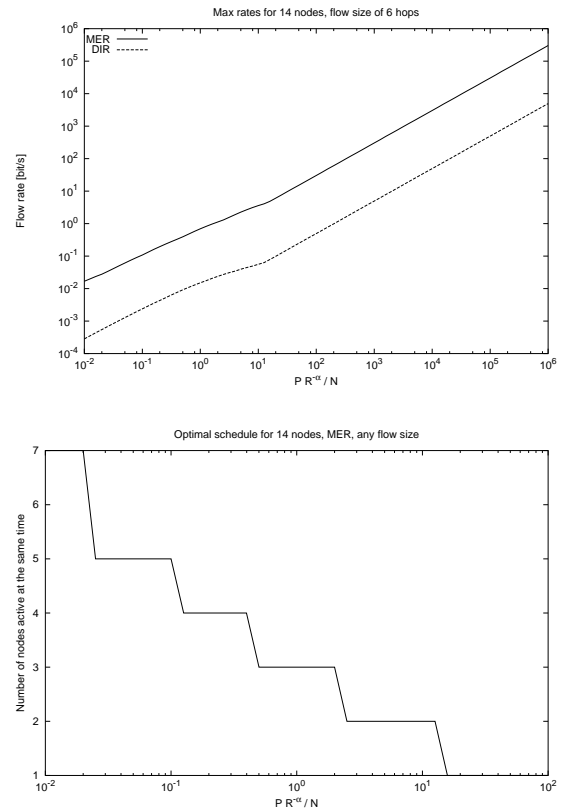 Max rates for 14 nodes, flow size of 6 hops
MER
DIR
Flow rate [bit/s]
10^6
10^5
10^4
10^3
10^2
10^1
10^0
10^-1
10^-2
10^-3
10^-4
10^-2 10^-1 10^0 10^1 10^2 10^3 10^4 10^5 10^6
P R^-α / N
Optimal schedule for 14 nodes, MER, any flow size
Number of nodes active at the same time
7
6
5
4
3
2
1
10^-2 10^-1 10^0 10^1 10^2
P R^-α / N